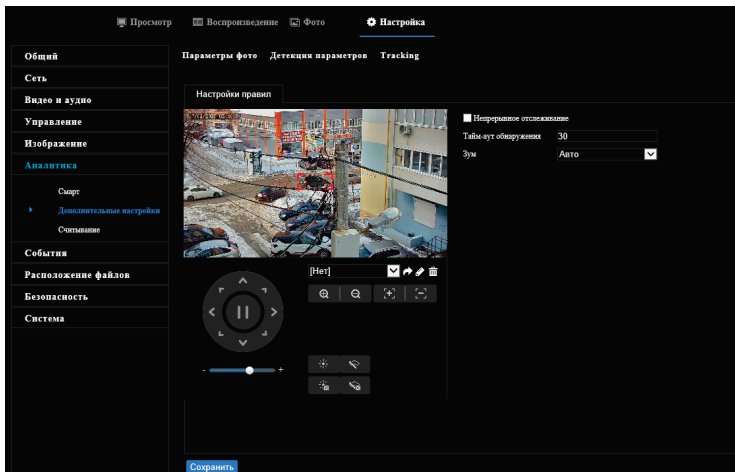 Просмотр Воспроизведение Фото Настройка
Общий
Сеть
Видео и аудио
Управление
Изображение
Аналитика
Смарт
Дополнительные настройки
Считывание
События
Расположение файлов
Безопасность
Система
Параметры фото Детекция параметров Tracking
Настройки правил
Непрерывное отслеживание
Тайм-аут обнаружения 30
Зум Авто
[Нет]
- +
Сохранить